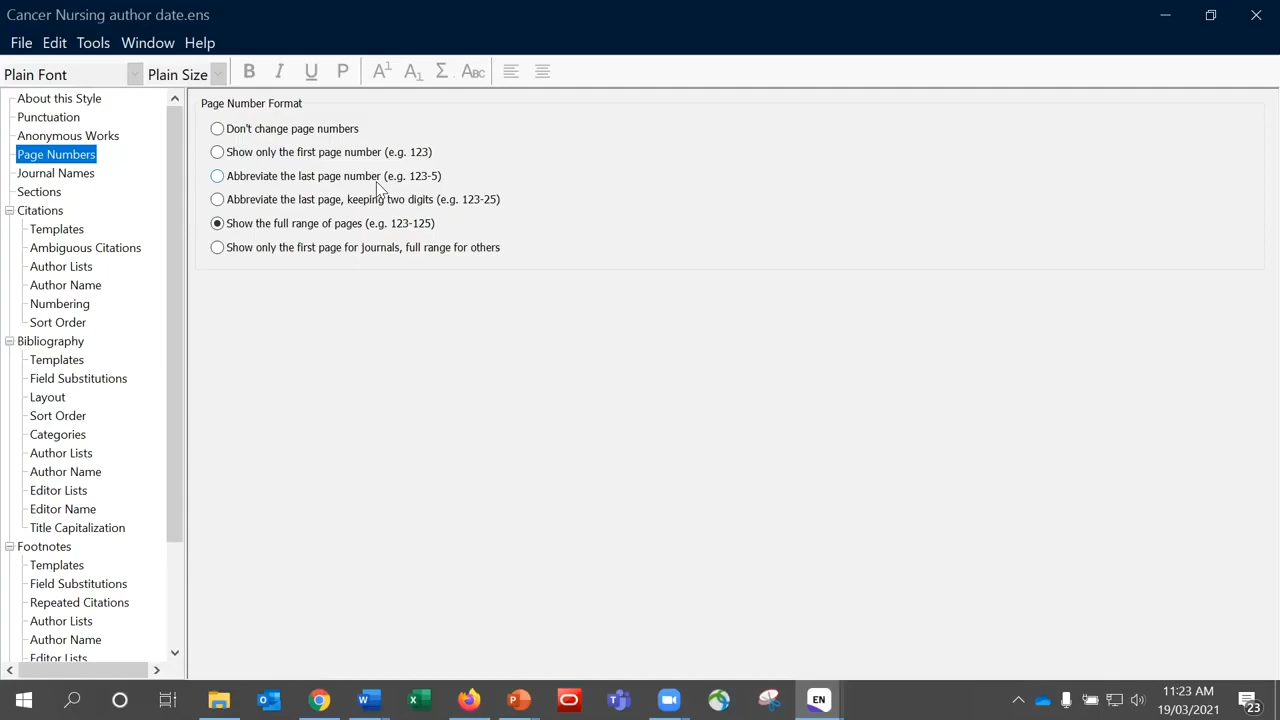 Cancer Nursing author date.ens
File Edit Tools Window Help
Plain Font Plain Size B I U P A1 A1 Σ ABC
About this Style
Punctuation
Anonymous Works
Page Numbers
Journal Names
Sections
Citations
Templates
Ambiguous Citations
Author Lists
Author Name
Numbering
Sort Order
Bibliography
Templates
Field Substitutions
Layout
Sort Order
Categories
Author Lists
Author Name
Editor Lists
Editor Name
Title Capitalization
Footnotes
Templates
Field Substitutions
Repeated Citations
Author Lists
Author Name
Editor Lists
Page Number Format
Don't change page numbers
Show only the first page number (e.g. 123)
Abbreviate the last page number (e.g. 123-5)
Abbreviate the last page, keeping two digits (e.g. 123-25)
Show the full range of pages (e.g. 123-125)
Show only the first page for journals, full range for others
EN
11:23 AM
19/03/2021
23